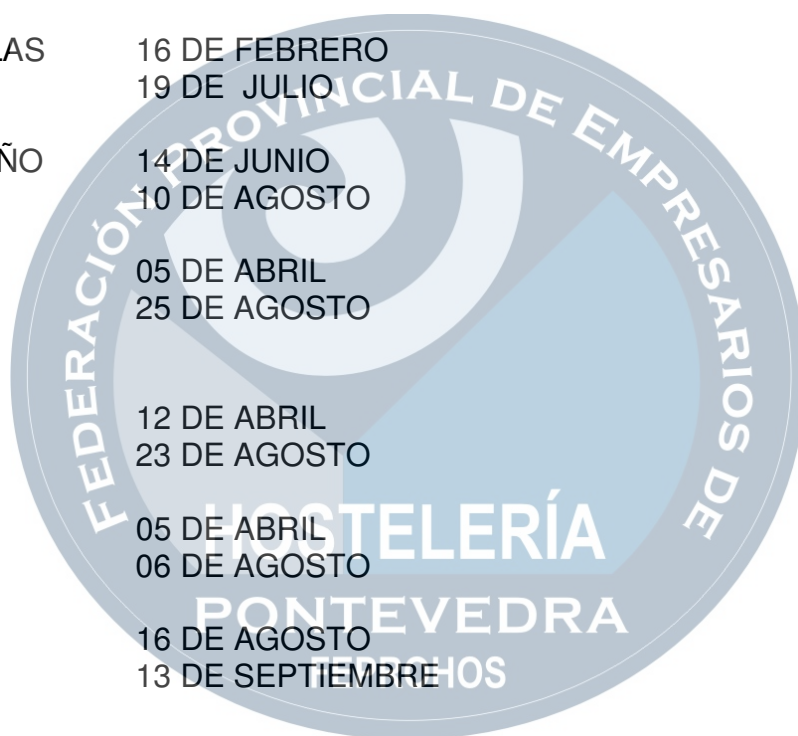 LAS 16 DE FEBRERO
19 DE JULIO
ÑO 14 DE JUNIO
10 DE AGOSTO
05 DE ABRIL
25 DE AGOSTO
12 DE ABRIL
23 DE AGOSTO
05 DE ABRIL
06 DE AGOSTO
16 DE AGOSTO
13 DE SEPTIEMBRE
FEDERACIÓN PROVINCIAL DE EMPRESARIOS DE
HOSTELERÍA
PONTEVEDRA
FEPROHOS